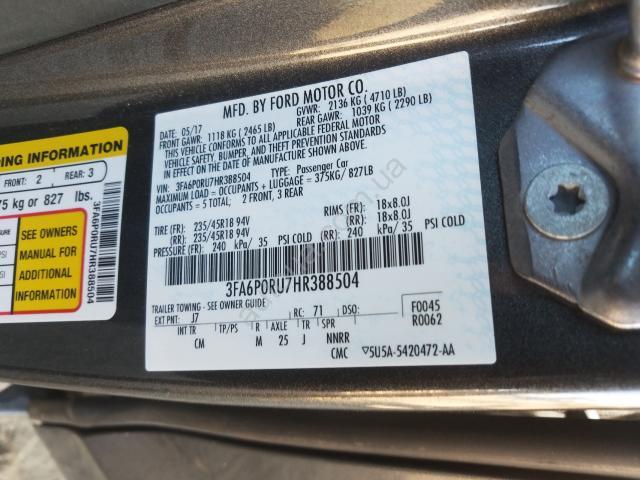 MFD. BY FORD MOTOR CO.
DATE: 05/17 GVWR: 2136 KG ( 4710 LB)
FRONT GAWR: 1118 KG ( 2465 LB) REAR GAWR: 1039 KG ( 2290 LB)
THIS VEHICLE CONFORMS TO ALL APPLICABLE FEDERAL MOTOR
VEHICLE SAFETY, BUMPER, AND THEFT PREVENTION STANDARDS
IN EFFECT ON THE DATE OF MANUFACTURE SHOWN ABOVE.
VIN: 3FA6P0RU7HR388504 TYPE: Passenger Car
MAXIMUM LOAD = OCCUPANTS + LUGGAGE = 375KG/ 827LB
OCCUPANTS = 5 TOTAL; 2 FRONT, 3 REAR
TIRE (FR): 235/45R18 94V RIMS (FR): 18x8.0J
(RR): 235/45R18 94V (RR): 18x8.0J
PRESSURE (FR): 240 kPa/ 35 PSI COLD (RR): 240 kPa/ 35 PSI COLD
3FA6P0RU7HR388504
TRAILER TOWING - SEE OWNER GUIDE
EXT PNT: J7 RC: 71 DSO: F0045
R0062
INT TR TP/PS R AXLE TR SPR
CM M 25 J NNRR
CMC 5U5A-5420472-AA
DING INFORMATION
FRONT: 2 REAR: 3
75 kg or 827 lbs.
SEE OWNERS
MANUAL FOR
ADDITIONAL
INFORMATION
3FA6P0RU7HR388504